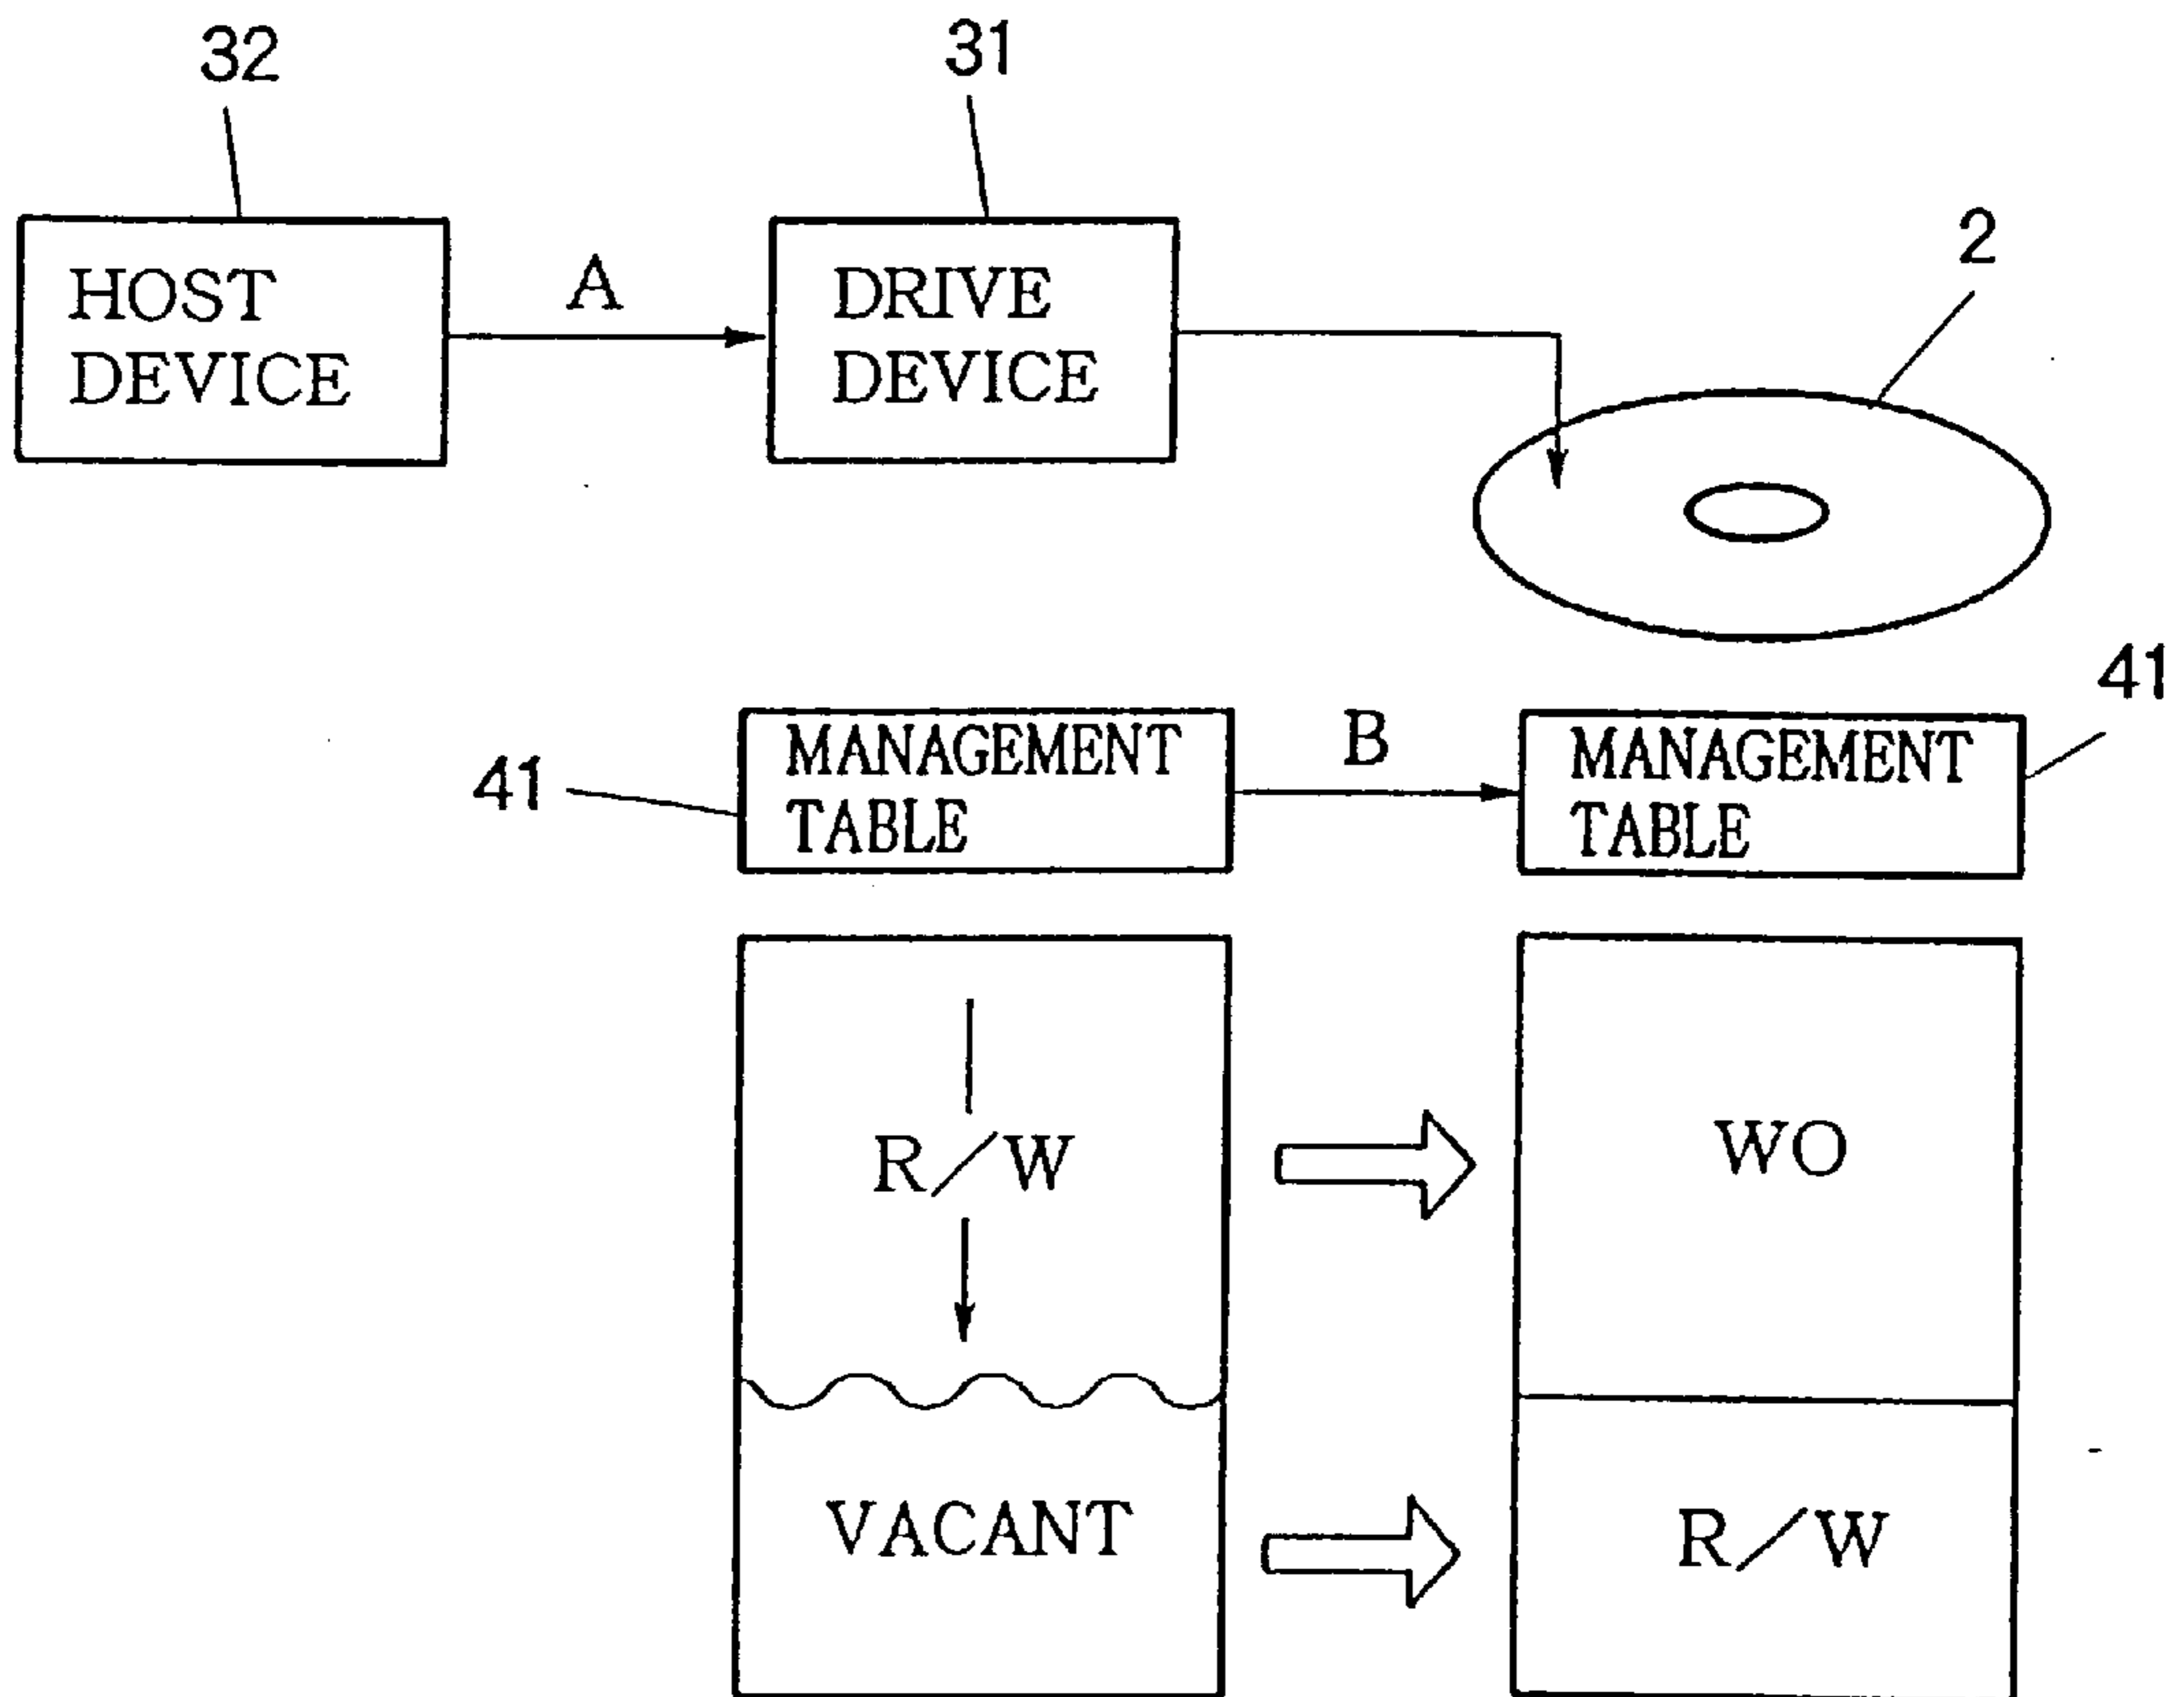 32
31
2
HOST
DEVICE
A
DRIVE
DEVICE
41
MANAGEMENT
TABLE
B
MANAGEMENT
TABLE
41
R/W
WO
VACANT
R/W